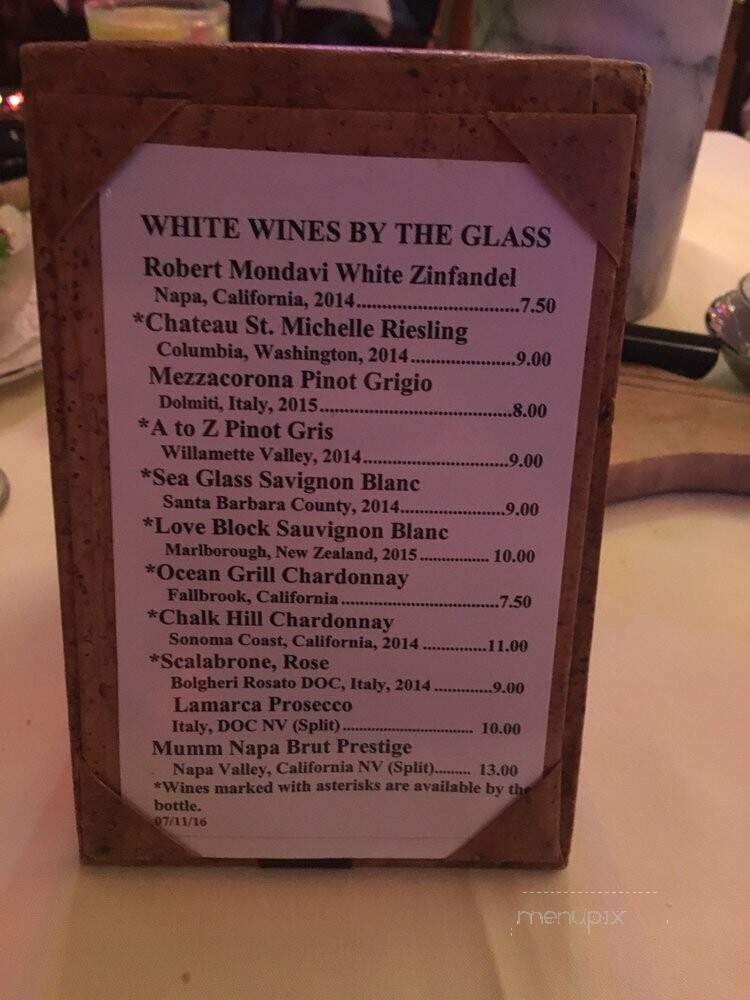 WHITE WINES BY THE GLASS
Robert Mondavi White Zinfandel
Napa, California, 2014.................................7.50
*Chateau St. Michelle Riesling
Columbia, Washington, 2014.....................9.00
Mezzacorona Pinot Grigio
Dolmiti, Italy, 2015.......................................8.00
*A to Z Pinot Gris
Willamette Valley, 2014..............................9.00
*Sea Glass Savignon Blanc
Santa Barbara County, 2014.....................9.00
*Love Block Sauvignon Blanc
Marlborough, New Zealand, 2015............... 10.00
*Ocean Grill Chardonnay
Fallbrook, California.................................7.50
*Chalk Hill Chardonnay
Sonoma Coast, California, 2014..............11.00
*Scalabrone, Rose
Bolgheri Rosato DOC, Italy, 2014.............9.00
Lamarca Prosecco
Italy, DOC NV (Split)............................. 10.00
Mumm Napa Brut Prestige
Napa Valley, California NV (Split)......... 13.00
*Wines marked with asterisks are available by the
bottle.
07/11/16
menupix